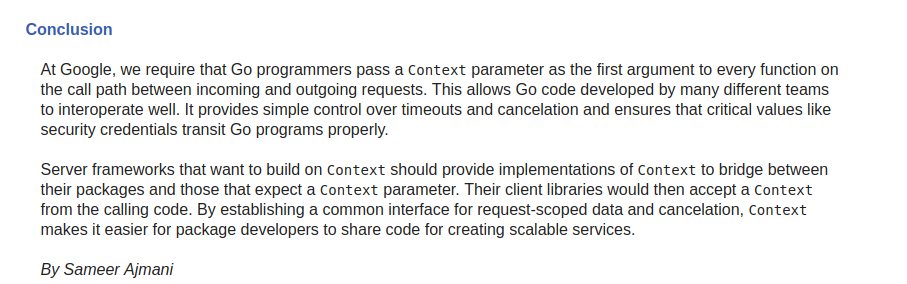 Conclusion
At Google, we require that Go programmers pass a Context parameter as the first argument to every function on
the call path between incoming and outgoing requests. This allows Go code developed by many different teams
to interoperate well. It provides simple control over timeouts and cancelation and ensures that critical values like
security credentials transit Go programs properly.
Server frameworks that want to build on Context should provide implementations of Context to bridge between
their packages and those that expect a Context parameter. Their client libraries would then accept a Context
from the calling code. By establishing a common interface for request-scoped data and cancelation, Context
makes it easier for package developers to share code for creating scalable services.
By Sameer Ajmani